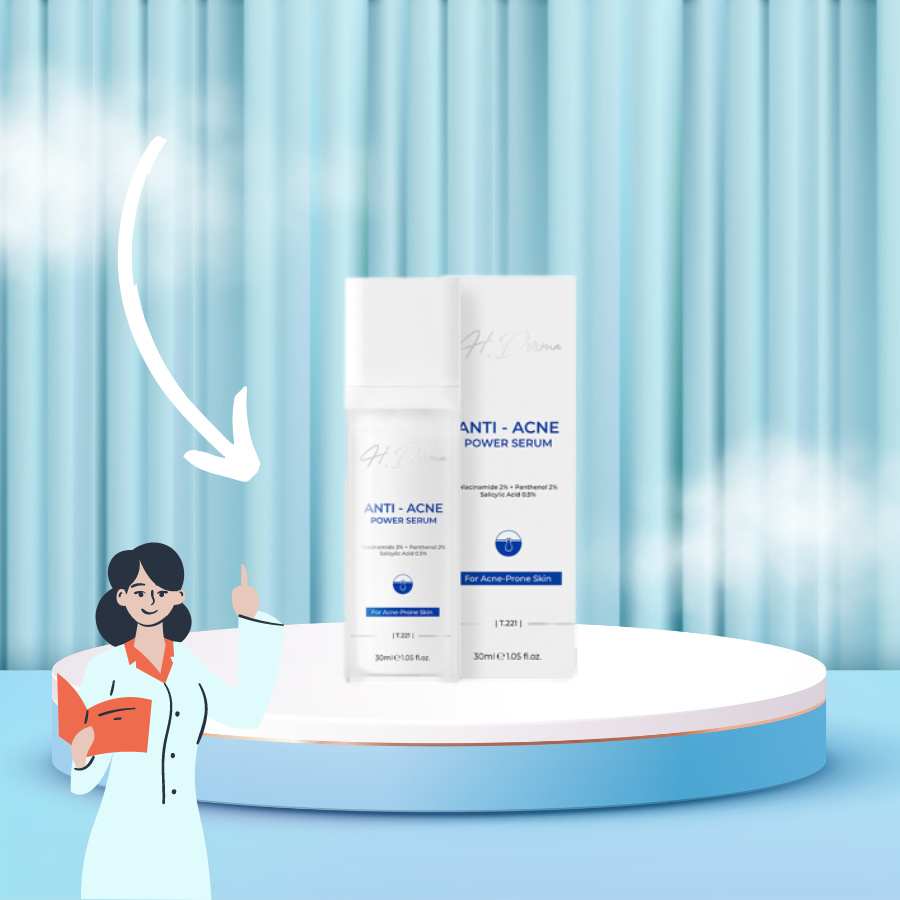 H. Derma
ANTI - ACNE
POWER SERUM
Niacinamide 2% + Panthenol 2%
Salicylic Acid 0.5%
For Acne-Prone Skin
| T.221 |
30ml ℮ 1.05 fl.oz.
H. Derma
ANTI - ACNE
POWER SERUM
Niacinamide 2% + Panthenol 2%
Salicylic Acid 0.5%
For Acne-Prone Skin
| T.221 |
30ml ℮ 1.05 fl.oz.